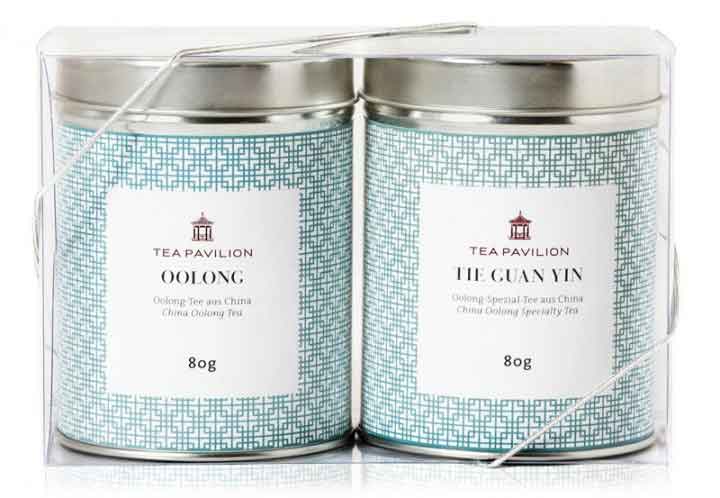 TEA PAVILION
OOLONG
Oolong-Tee aus China
China Oolong Tea
80g
TEA PAVILION
TIE GUAN YIN
Oolong-Spezial-Tee aus China
China Oolong Specialty Tea
80g